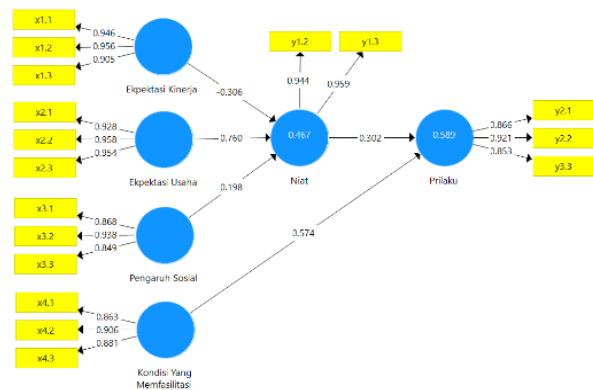 x1.1
0.946
x1.2
0.956
x1.3
0.905
Ekpektasi Kinerja
-0.306
x2.1
0.928
x2.2
0.958
x2.3
0.954
Ekpektasi Usaha
0.760
x3.1
0.868
x3.2
0.938
x3.3
0.849
Pengaruh Sosial
0.198
x4.1
0.863
x4.2
0.906
x4.3
0.881
Kondisi Yang
Memfasilitasi
0.574
y1.2
y1.3
0.944
0.959
0.467
Niat
0.302
0.589
Prilaku
0.866
y2.1
0.921
y2.2
0.853
y3.3